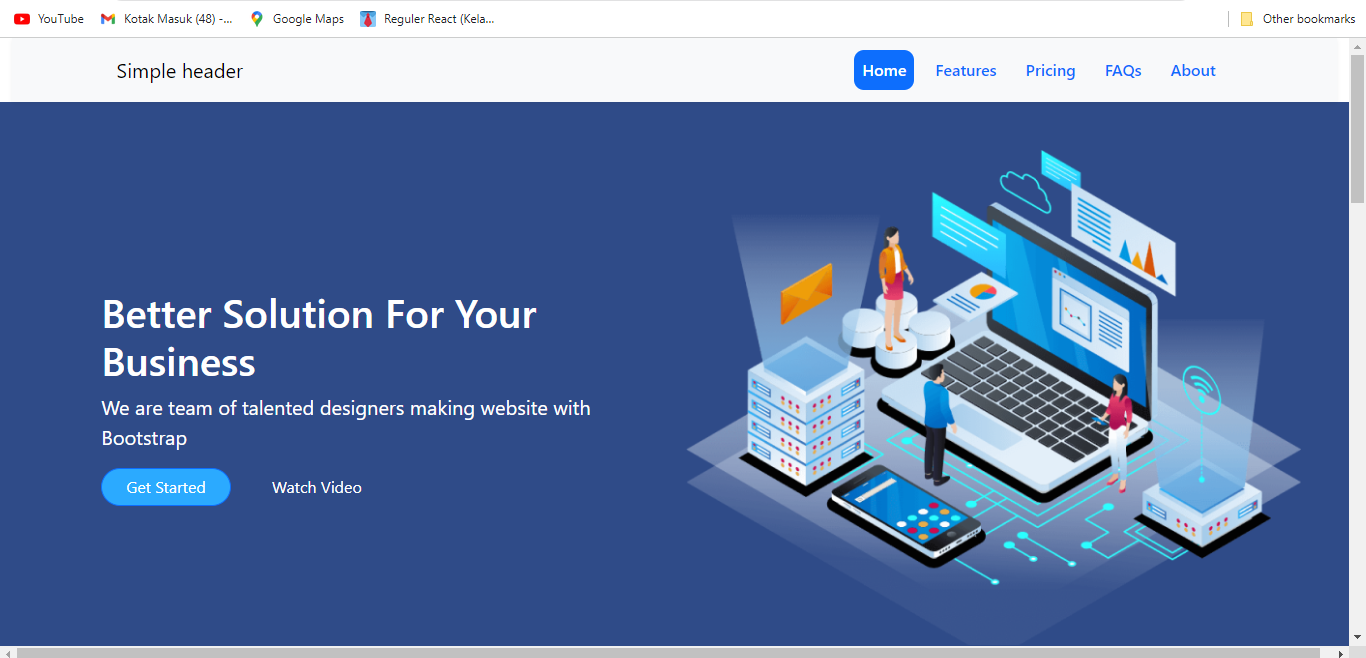 YouTube
Kotak Masuk (48) -...
Google Maps
Reguler React (Kela...
Other bookmarks
Simple header
Home
Features
Pricing
FAQs
About
Better Solution For Your
Business
We are team of talented designers making website with
Bootstrap
Get Started
Watch Video